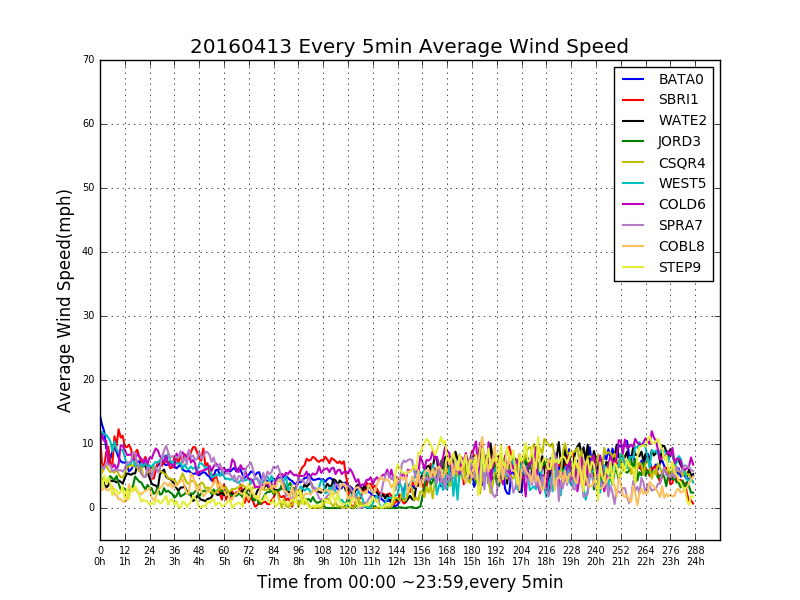 20160413 Every 5min Average Wind Speed
70
60
50
40
30
20
10
0
Average Wind Speed(mph)
BATA0
SBRI1
WATE2
JORD3
CSQR4
WEST5
COLD6
SPRA7
COBL8
STEP9
0 12 24 36 48 60 72 84 96 108 120 132 144 156 168 180 192 204 216 228 240 252 264 276 288
0h 1h 2h 3h 4h 5h 6h 7h 8h 9h 10h 11h 12h 13h 14h 15h 16h 17h 18h 19h 20h 21h 22h 23h 24h
Time from 00:00 ~23:59,every 5min